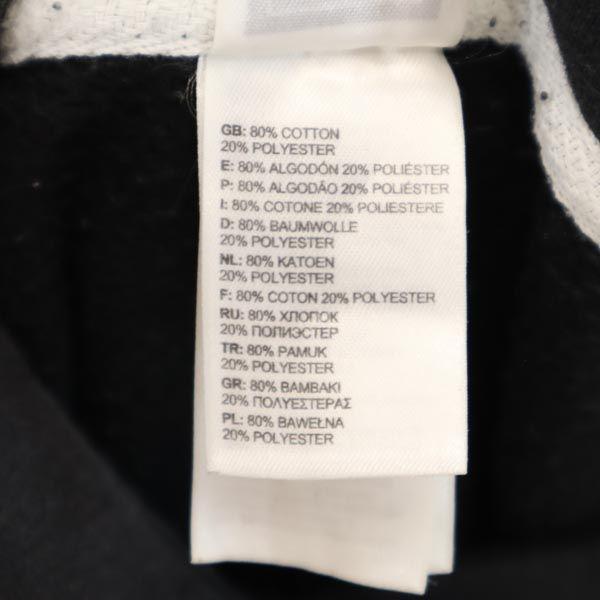 GB: 80% COTTON
20% POLYESTER
E: 80% ALGODÓN 20% POLIÉSTER
P: 80% ALGODÃO 20% POLIÉSTER
I: 80% COTONE 20% POLIESTERE
D: 80% BAUMWOLLE
20% POLYESTER
NL: 80% KATOEN
20% POLYESTER
F: 80% COTON 20% POLYESTER
RU: 80% ХЛОПОК
20% ПОЛИЭСТЕР
TR: 80% PAMUK
20% POLYESTER
GR: 80% ΒΑΜΒΑΚΙ
20% ΠΟΛΥΕΣΤΕΡΑΣ
PL: 80% BAWEŁNA
20% POLYESTER